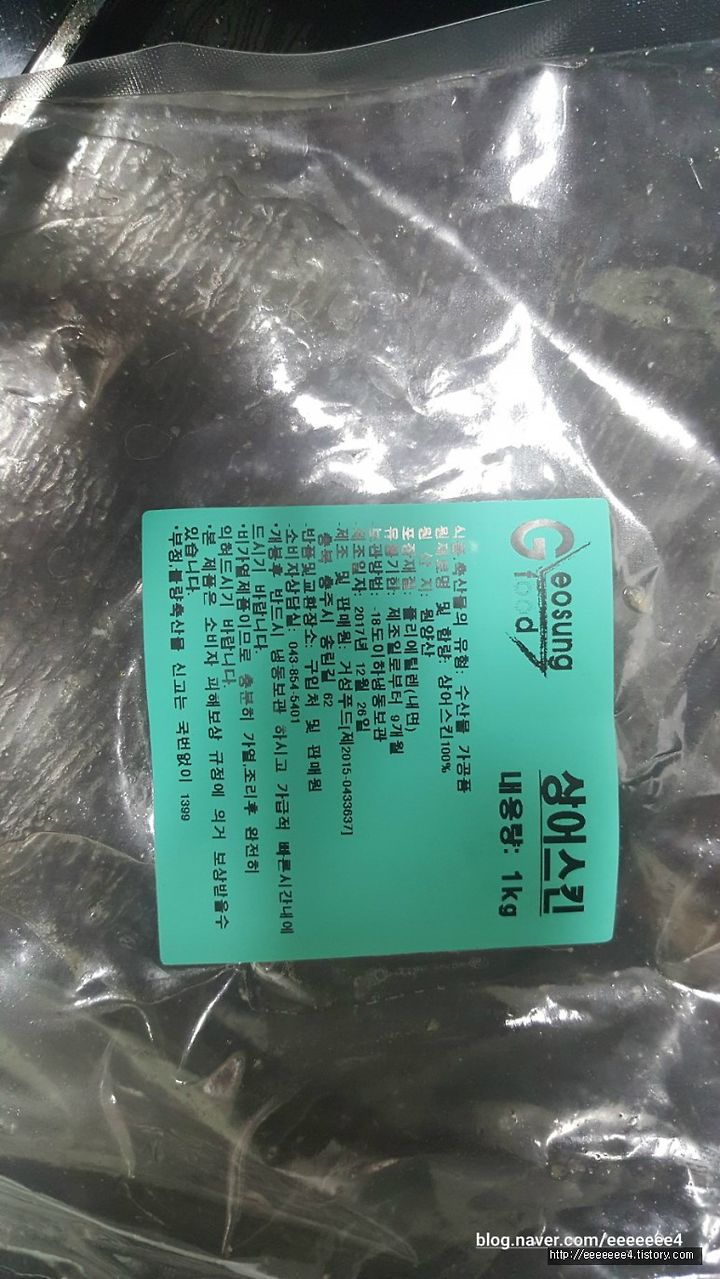 Geosung food
상어스킨
내용량: 1kg
식품축산물의 유형: 수산물 가공품
원재료명 및 함량: 상어스킨100%
원 산 지: 원양산
포장재질: 폴리에틸렌(내면)
유통기한: 제조일로부터 9개월
보관방법: -18도이하냉동보관
제조일자: 2017년 12월 26일
제조 및 판매원: 거성푸드[제2015-0433637]
충북 충주시 송림길 62
반품및교환장소: 구입처 및 판매원
소비자상담실: 043-854-5401
*개봉후 반드시 냉동보관 하시고 가급적 빠른시간내에
드시기 바랍니다.
*비가열제품이므로 충분히 가열,조리후 완전히
익혀드시기 바랍니다.
*본 제품은 소비자 피해보상 규정에 의거 보상받을수
있습니다.
*부정,불량축산물 신고는 국번없이 1399
blog.naver.com/eeeeeee4
http://eeeeeee4.tistory.com